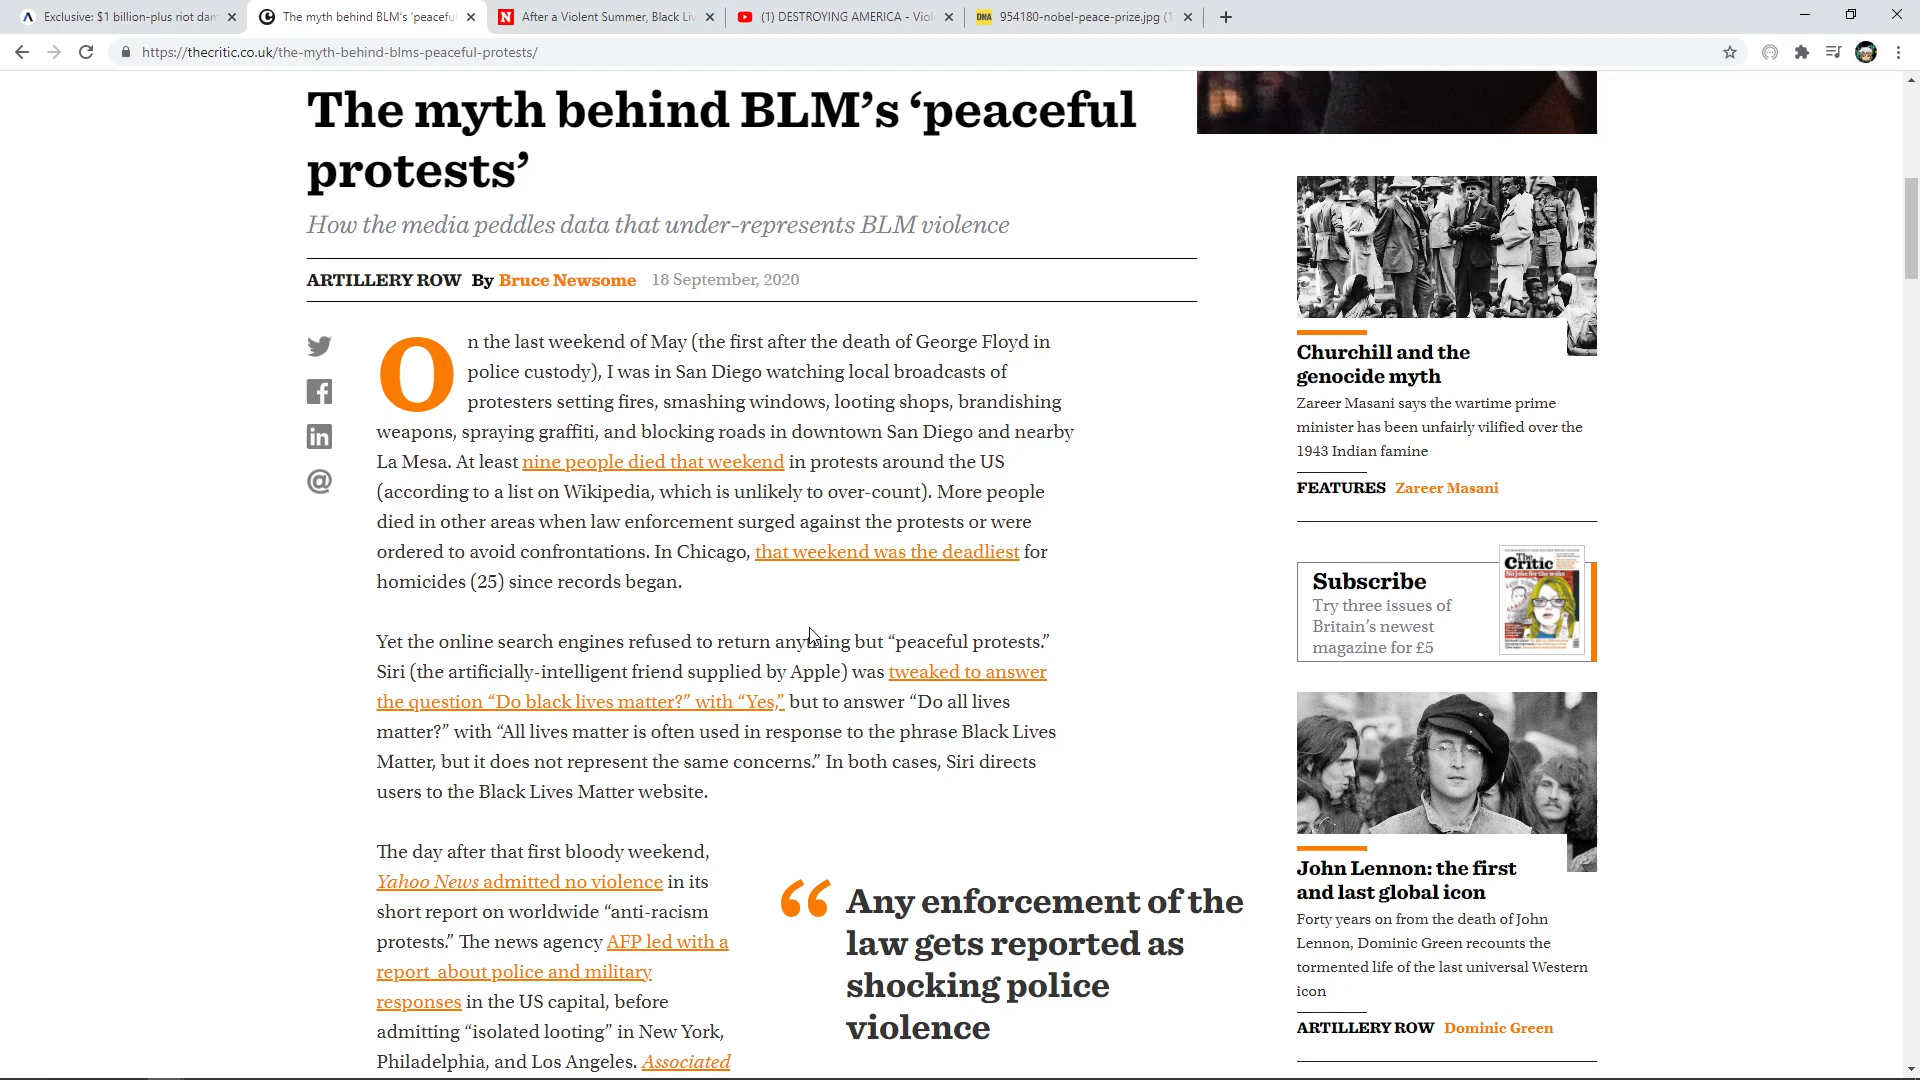 Exclusive: $1 billion-plus riot dam
The myth behind BLM's 'peaceful
After a Violent Summer, Black Liv
(1) DESTROYING AMERICA - Viol
DNA
954180-nobel-peace-prize.jpg (1
https://thecritic.co.uk/the-myth-behind-blms-peaceful-protests/
The myth behind BLM’s ‘peaceful
protests’
How the media peddles data that under-represents BLM violence
ARTILLERY ROW By Bruce Newsome 18 September, 2020
On the last weekend of May (the first after the death of George Floyd in
police custody), I was in San Diego watching local broadcasts of
protesters setting fires, smashing windows, looting shops, brandishing
weapons, spraying graffiti, and blocking roads in downtown San Diego and nearby
La Mesa. At least nine people died that weekend in protests around the US
(according to a list on Wikipedia, which is unlikely to over-count). More people
died in other areas when law enforcement surged against the protests or were
ordered to avoid confrontations. In Chicago, that weekend was the deadliest for
homicides (25) since records began.
Yet the online search engines refused to return anything but “peaceful protests.”
Siri (the artificially-intelligent friend supplied by Apple) was tweaked to answer
the question “Do black lives matter?” with “Yes,” but to answer “Do all lives
matter?” with “All lives matter is often used in response to the phrase Black Lives
Matter, but it does not represent the same concerns.” In both cases, Siri directs
users to the Black Lives Matter website.
The day after that first bloody weekend,
Yahoo News admitted no violence in its
short report on worldwide “anti-racism
protests.” The news agency AFP led with a
report about police and military
responses in the US capital, before
admitting “isolated looting” in New York,
Philadelphia, and Los Angeles. Associated
“Any enforcement of the
law gets reported as
shocking police
violence
Churchill and the
genocide myth
Zareer Masani says the wartime prime
minister has been unfairly vilified over the
1943 Indian famine
FEATURES Zareer Masani
Subscribe
Try three issues of
Britain’s newest
magazine for £5
The
Critic
John Lennon: the first
and last global icon
Forty years on from the death of John
Lennon, Dominic Green recounts the
tormented life of the last universal Western
icon
ARTILLERY ROW Dominic Green